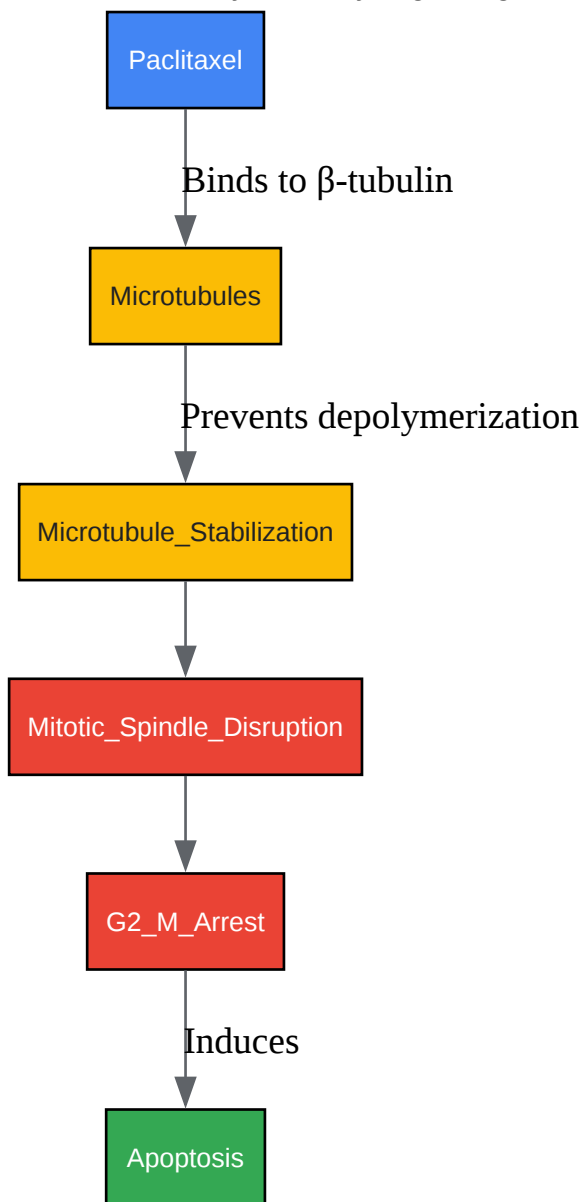 Paclitaxel
Binds to β-tubulin
Microtubules
Prevents depolymerization
Microtubule_Stabilization
Mitotic_Spindle_Disruption
G2_M_Arrest
Induces
Apoptosis